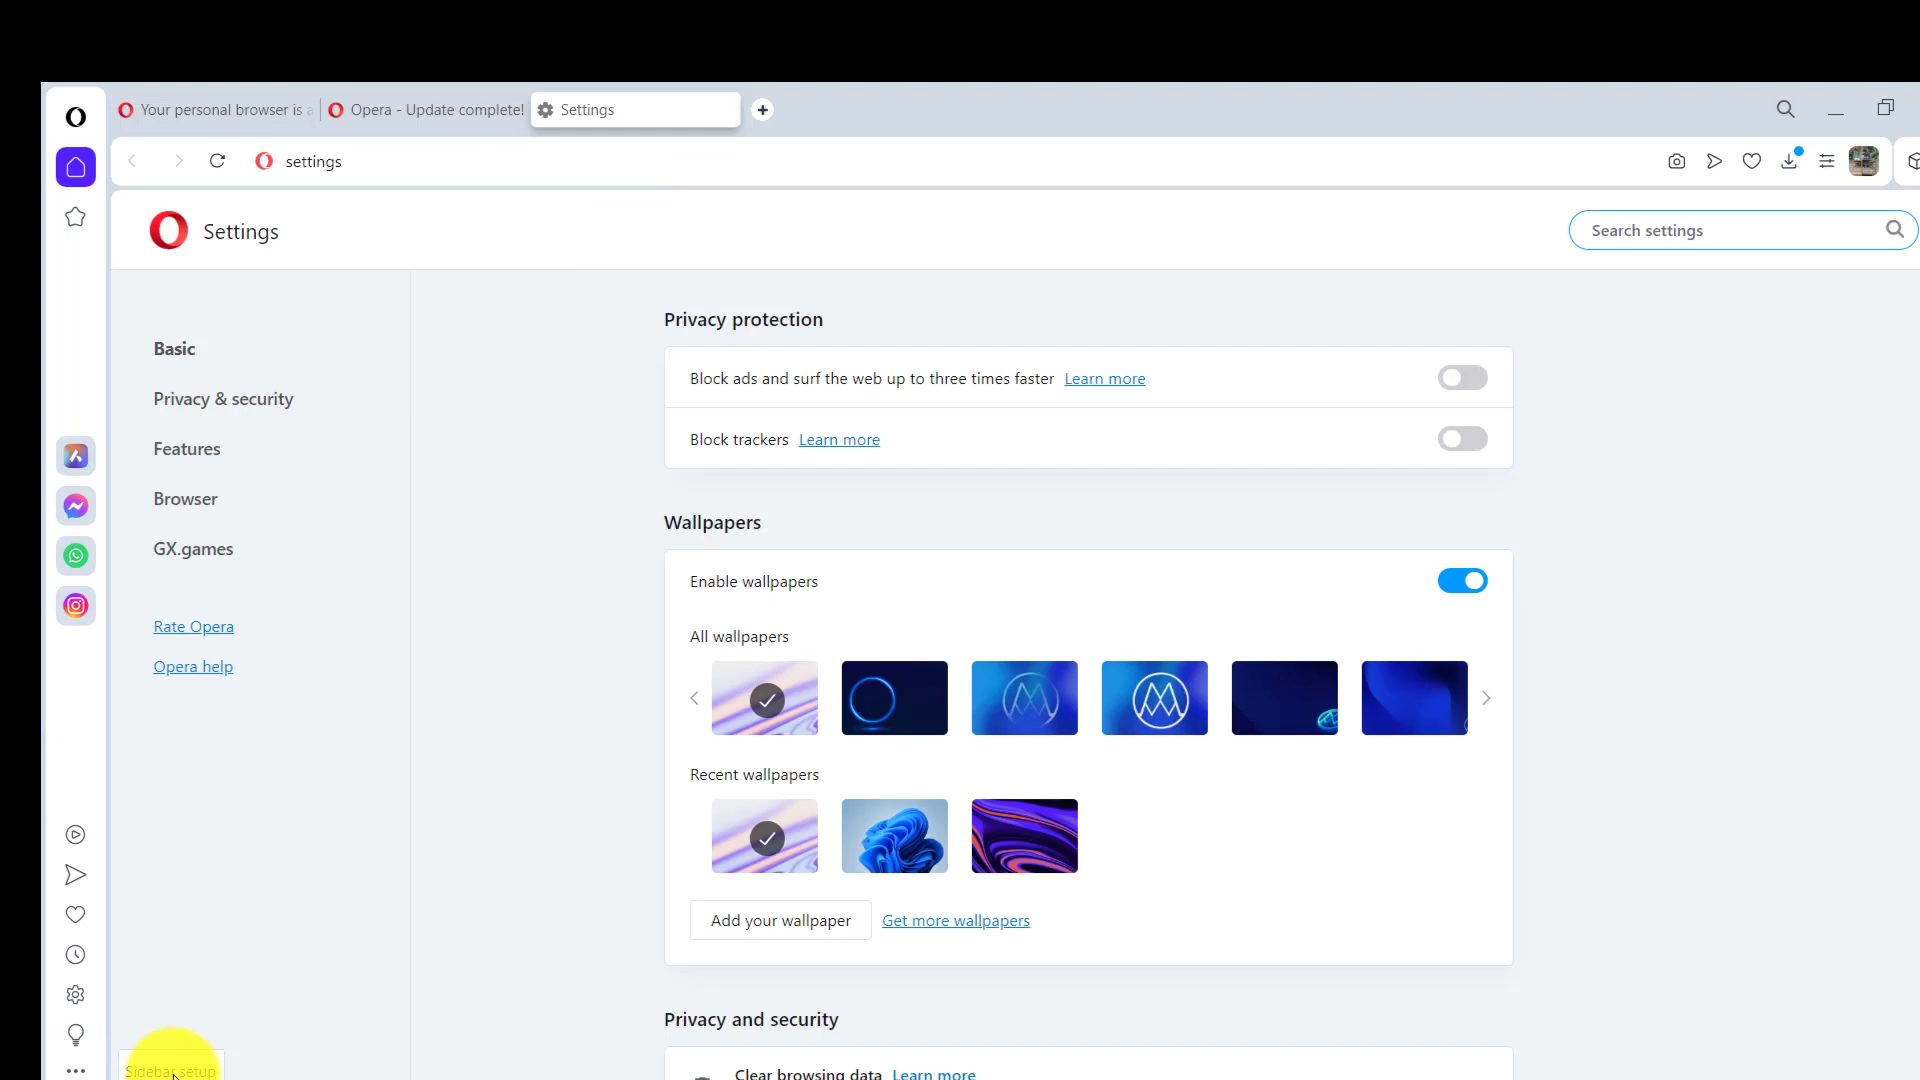 Your personal browser is
Opera - Update complete!
Settings
settings
Settings
Search settings
Basic
Privacy & security
Features
Browser
GX.games
Rate Opera
Opera help
Privacy protection
Block ads and surf the web up to three times faster Learn more
Block trackers Learn more
Wallpapers
Enable wallpapers
All wallpapers
Recent wallpapers
Add your wallpaper
Get more wallpapers
Privacy and security
Clear browsing data Learn more
Sidebar setup